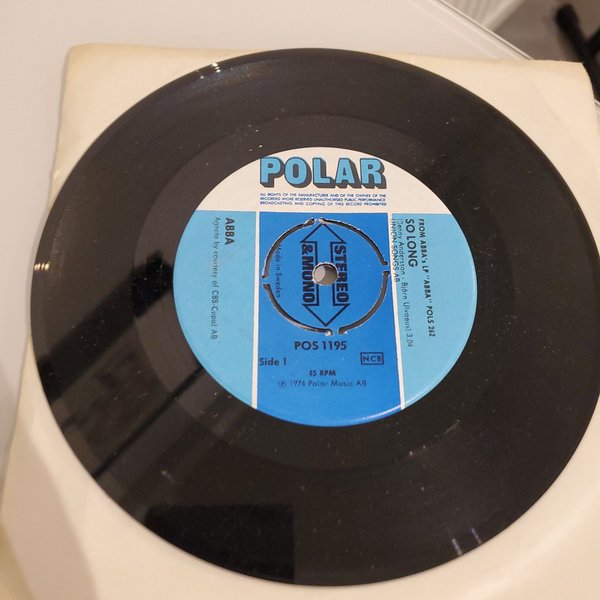 POLAR
ALL RIGHTS OF THE MANUFACTURER AND OF THE OWNER OF THE
RECORDED WORK RESERVED UNAUTHORISED PUBLIC PERFORMANCE
BROADCASTING AND COPYING OF THIS RECORD PROHIBITED
ABBA
Agneta by courtesy of CBS-Cupol AB
Made in Sweden
STEREO
& MONO
FROM ABBA's LP "ABBA" POLS 262
SO LONG
(Benny Andersson - Björn Ulvaeus) 3.04
UNION SONGS AB
POS 1195
Side 1
NCB
45 RPM
℗ 1974 Polar Music AB